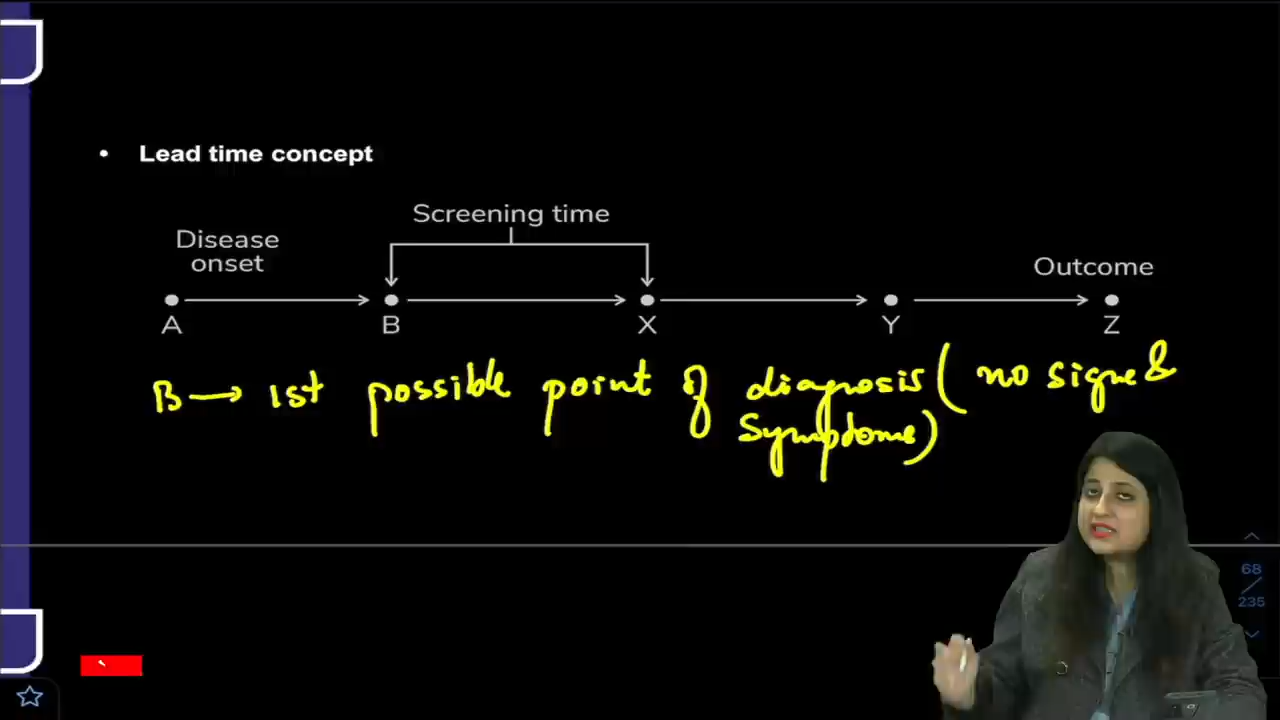 • Lead time concept
Screening time
Disease
onset
Outcome
A B X Y Z
B → 1st possible point of diagnosis ( no signs &
symptoms)
68
235